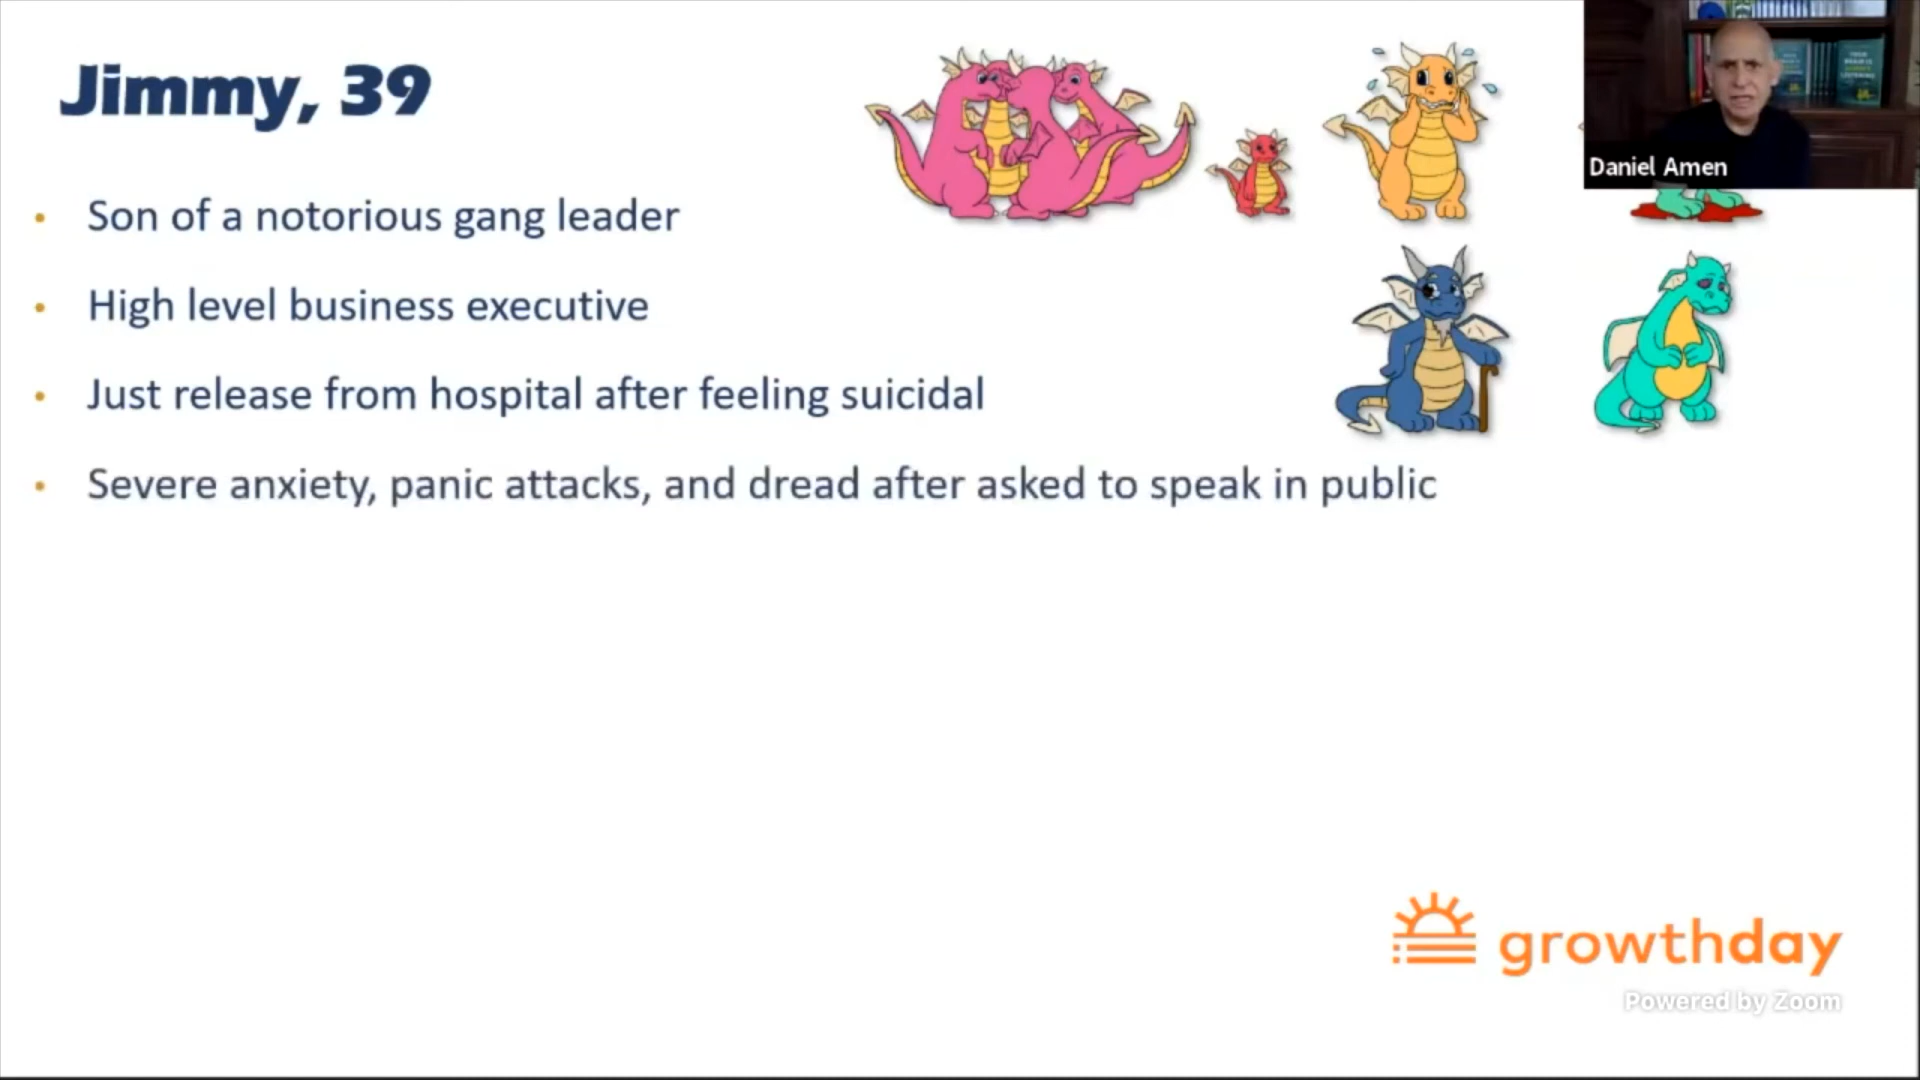 Jimmy, 39
Daniel Amen
• Son of a notorious gang leader
• High level business executive
• Just release from hospital after feeling suicidal
• Severe anxiety, panic attacks, and dread after asked to speak in public
growthday
Powered by Zoom